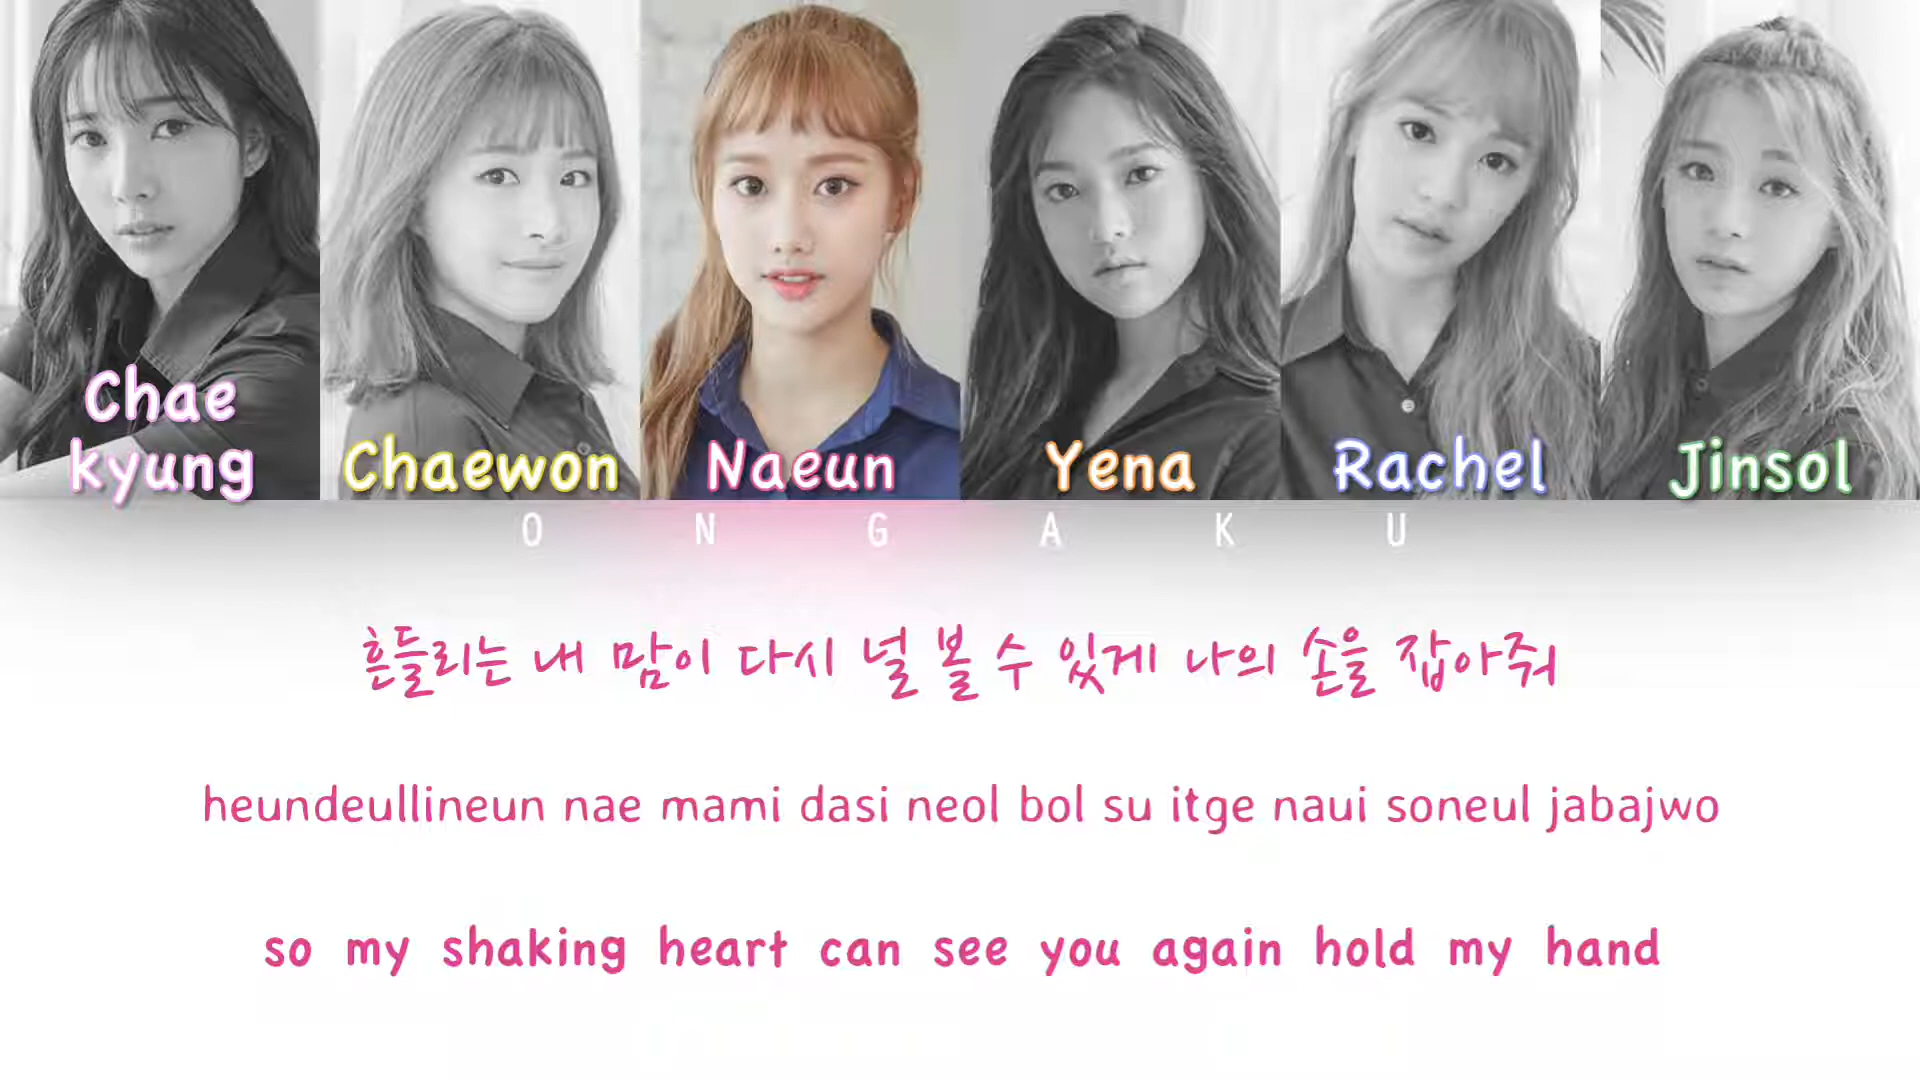 Chae
kyung
Chaewon
Naeun
Yena
Rachel
Jinsol
O N G A K U
흔들리는 내 맘이 다시 널 볼 수 있게 나의 손을 잡아줘
heundeullineun nae mami dasi neol bol su itge naui soneul jabajwo
so my shaking heart can see you again hold my hand